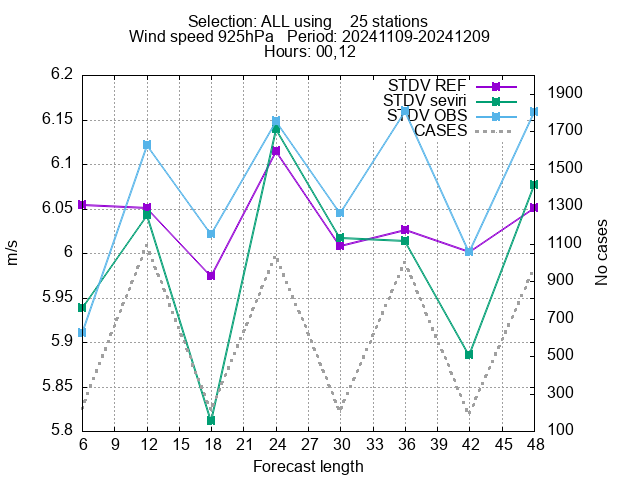 Selection: ALL using 25 stations
Wind speed 925hPa Period: 20241109-20241209
Hours: 00,12
STDV REF
STDV seviri
STDV OBS
CASES
6.2
6.15
6.1
6.05
6
5.95
5.9
5.85
5.8
m/s
1900
1700
1500
1300
1100
900
700
500
300
100
No cases
6 9 12 15 18 21 24 27 30 33 36 39 42 45 48
Forecast length